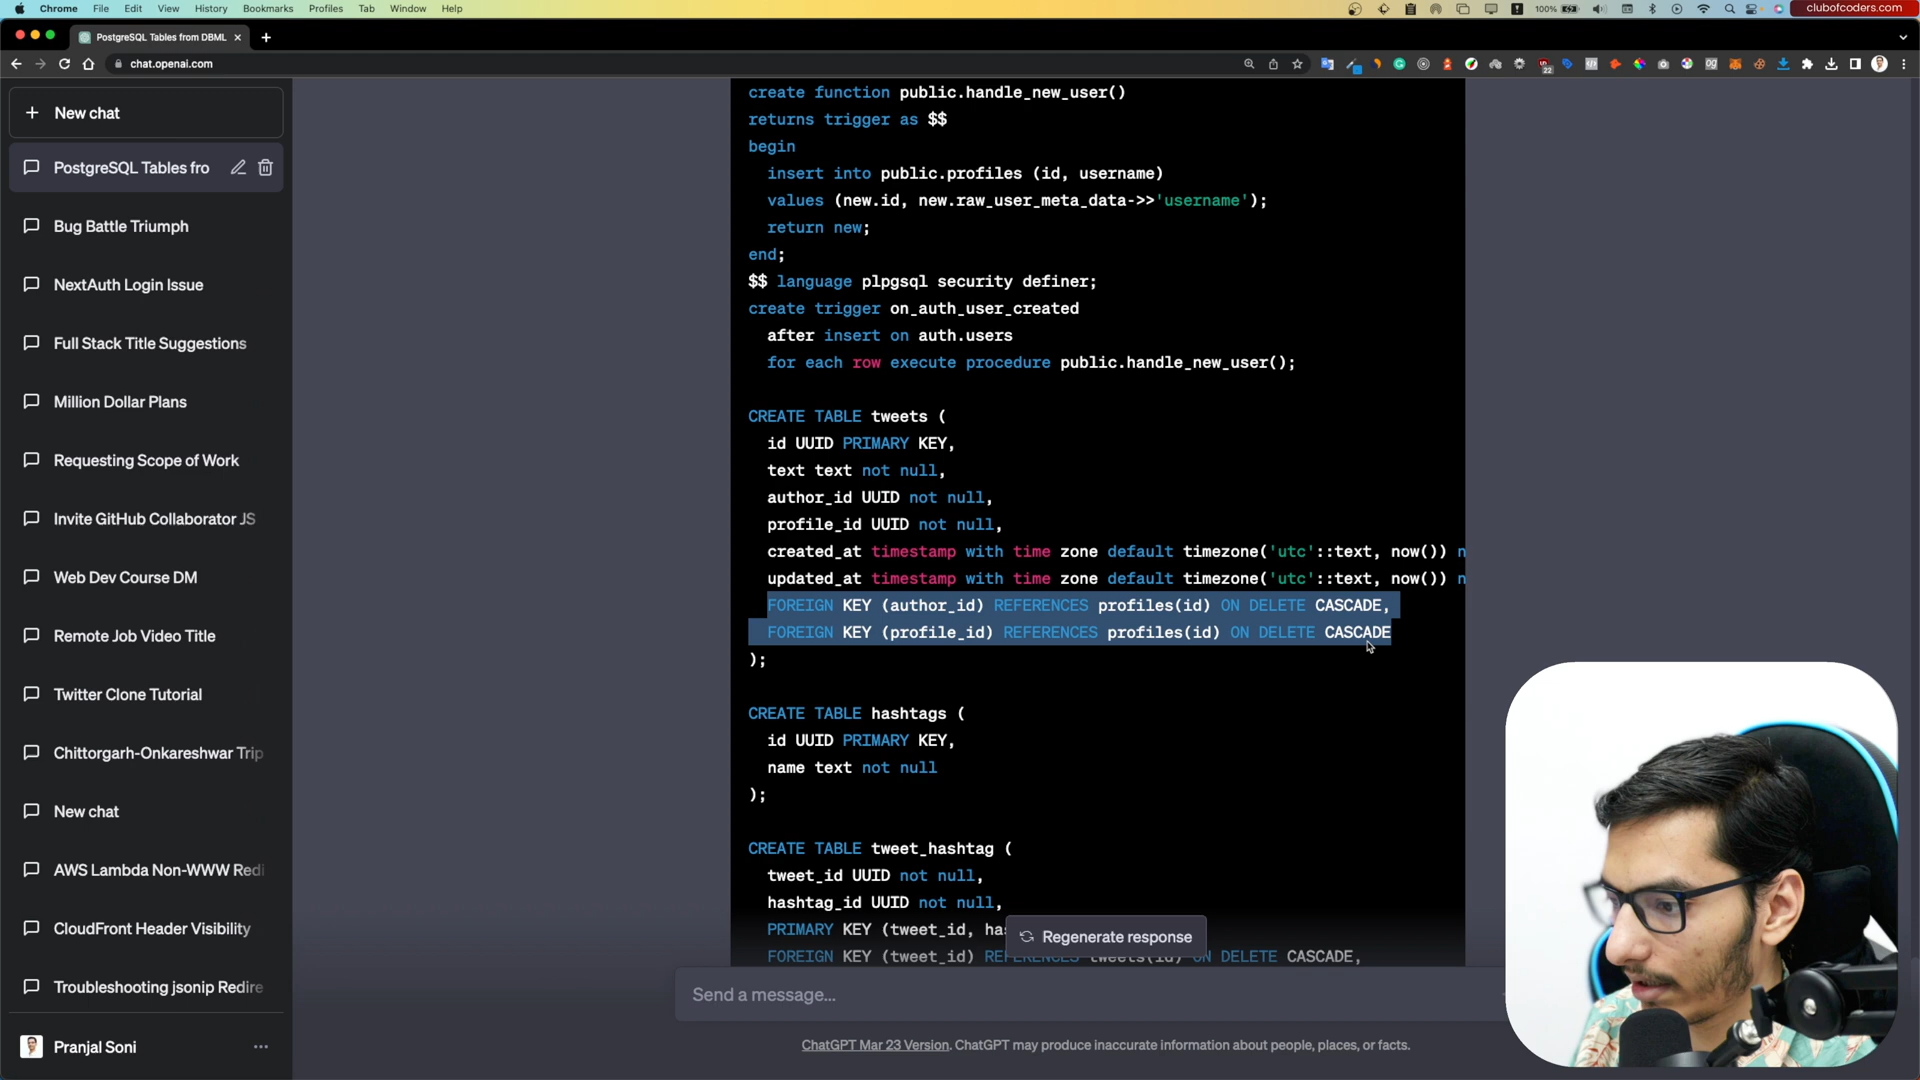 Chrome File Edit View History Bookmarks Profiles Tab Window Help
100%
clubofcoders.com
PostgreSQL Tables from DBML
chat.openai.com
22
New chat
PostgreSQL Tables fro
Bug Battle Triumph
NextAuth Login Issue
Full Stack Title Suggestions
Million Dollar Plans
Requesting Scope of Work
Invite GitHub Collaborator JS
Web Dev Course DM
Remote Job Video Title
Twitter Clone Tutorial
Chittorgarh-Onkareshwar Trip
New chat
AWS Lambda Non-WWW Redi
CloudFront Header Visibility
Troubleshooting jsonip Redire
Pranjal Soni
create function public.handle_new_user()
returns trigger as $$
begin
insert into public.profiles (id, username)
values (new.id, new.raw_user_meta_data->>'username');
return new;
end;
$$ language plpgsql security definer;
create trigger on_auth_user_created
after insert on auth.users
for each row execute procedure public.handle_new_user();
CREATE TABLE tweets (
id UUID PRIMARY KEY,
text text not null,
author_id UUID not null,
profile_id UUID not null,
created_at timestamp with time zone default timezone('utc'::text, now()) n
updated_at timestamp with time zone default timezone('utc'::text, now()) n
FOREIGN KEY (author_id) REFERENCES profiles(id) ON DELETE CASCADE,
FOREIGN KEY (profile_id) REFERENCES profiles(id) ON DELETE CASCADE
);
CREATE TABLE hashtags (
id UUID PRIMARY KEY,
name text not null
);
CREATE TABLE tweet_hashtag (
tweet_id UUID not null,
hashtag_id UUID not null,
PRIMARY KEY (tweet_id, ha
FOREIGN KEY (tweet_id) REFERENCES tweets(id) ON DELETE CASCADE,
Regenerate response
Send a message...
ChatGPT Mar 23 Version. ChatGPT may produce inaccurate information about people, places, or facts.